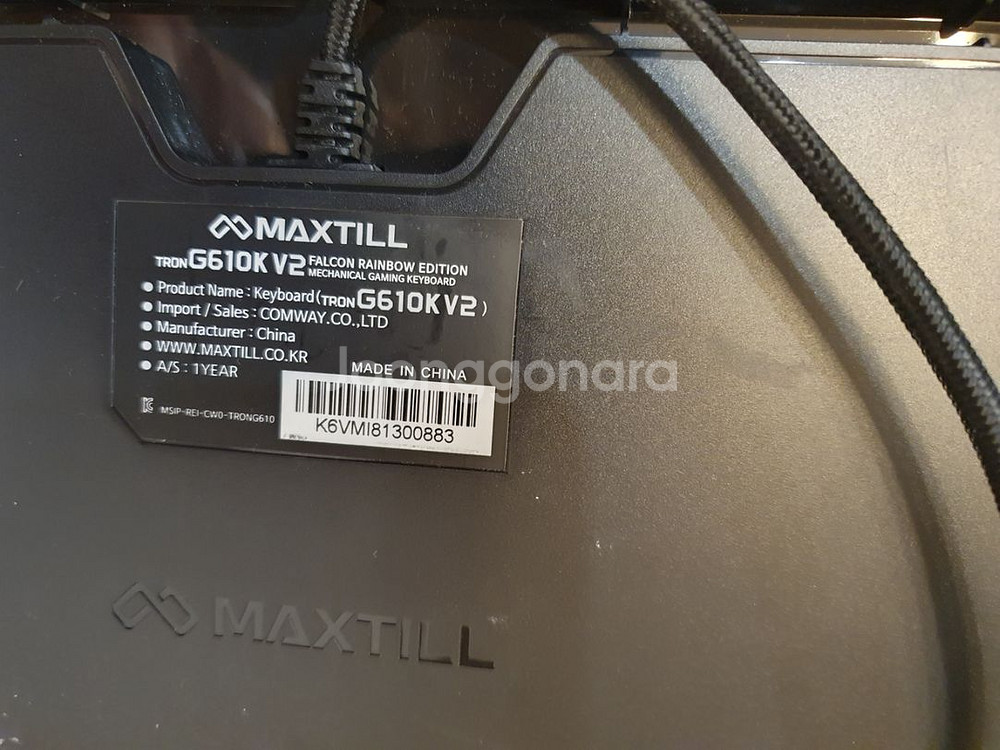 MAXTILL
TRON G610K V2 FALCON RAINBOW EDITION
MECHANICAL GAMING KEYBOARD
● Product Name : Keyboard (TRON G610K V2)
● Import / Sales : COMWAY.CO.,LTD
● Manufacturer : China
● WWW.MAXTILL.CO.KR
● A/S : 1YEAR
MADE IN CHINA
joonggonara
MSIP-REI-CW0-TRONG610
K6VMI81300883
MAXTILL